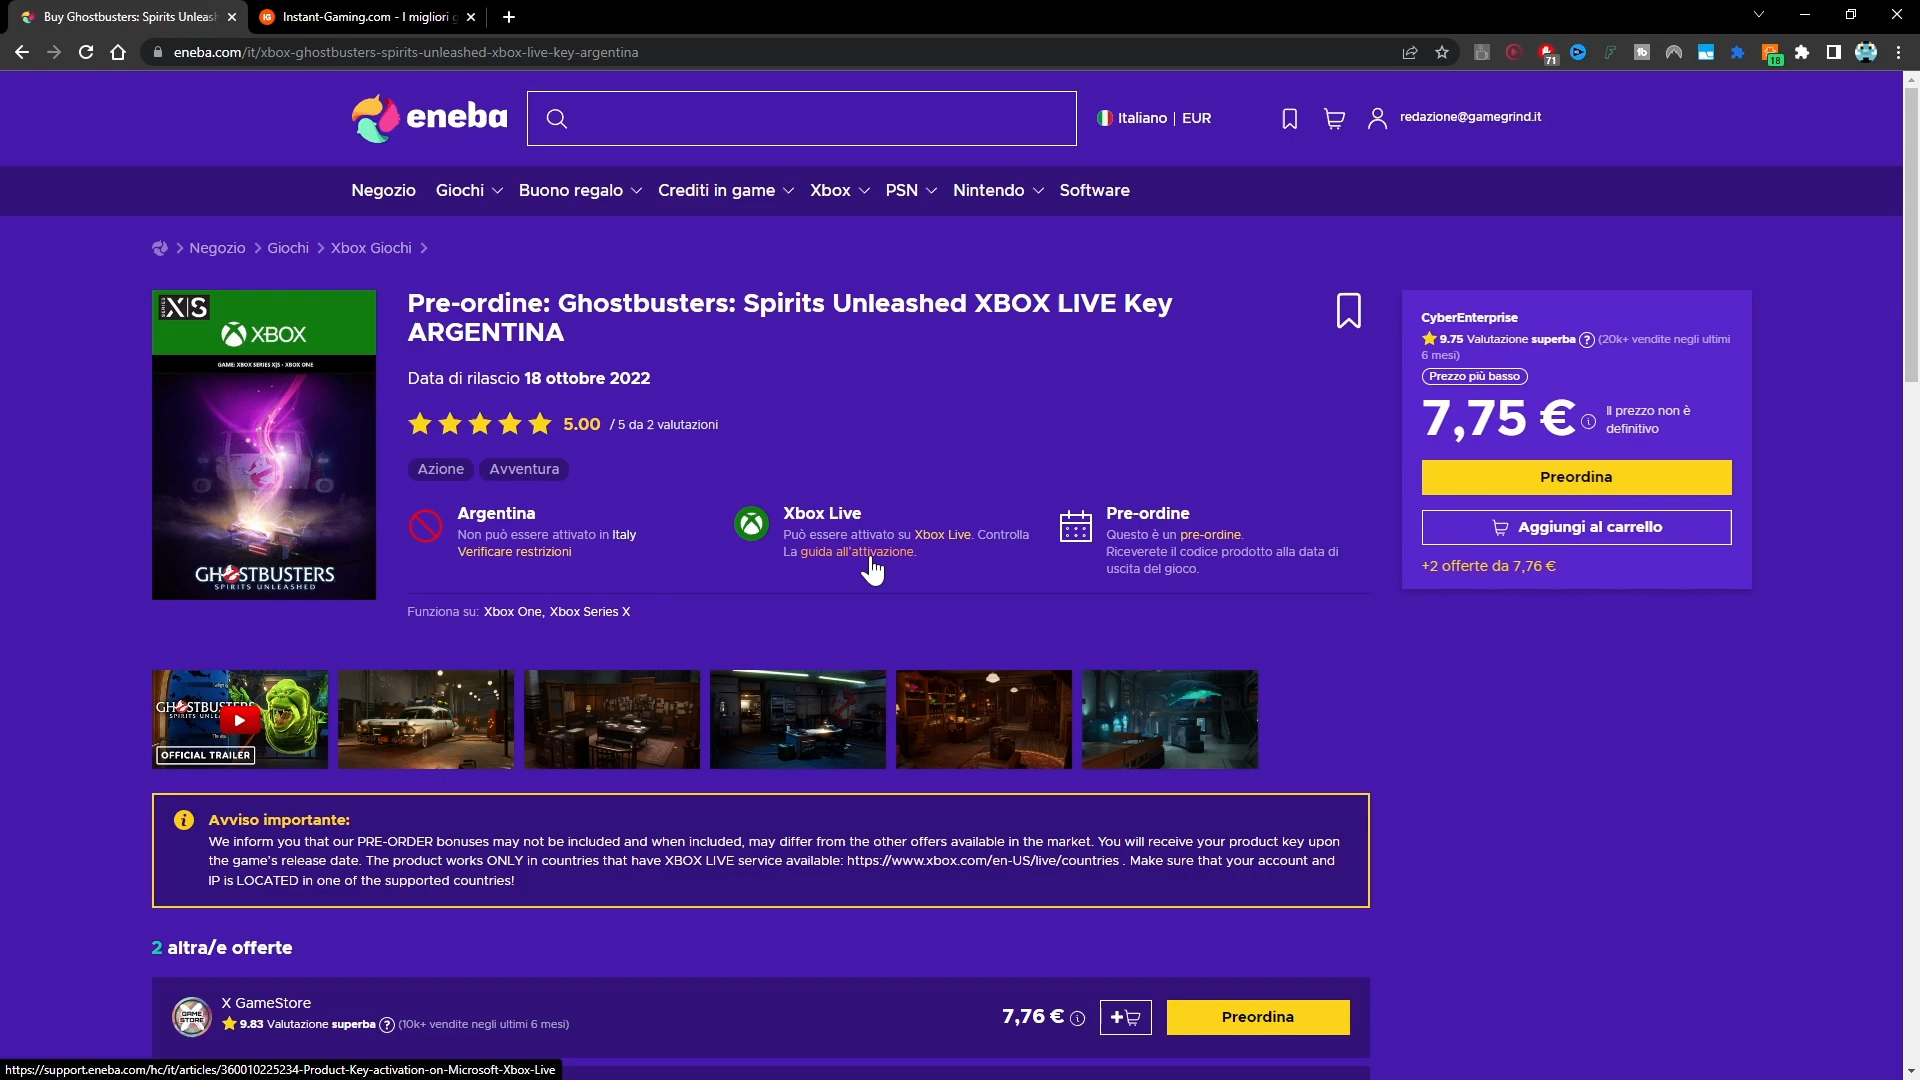 Buy Ghostbusters: Spirits Unleash
Instant-Gaming.com - I migliori g
eneba.com/it/xbox-ghostbusters-spirits-unleashed-xbox-live-key-argentina
71
18
eneba
Italiano | EUR
redazione@gamegrind.it
Negozio
Giochi
Buono regalo
Crediti in game
Xbox
PSN
Nintendo
Software
Negozio
Giochi
Xbox Giochi
SERIES X|S
XBOX
GAME: XBOX SERIES X|S • XBOX ONE
GHOSTBUSTERS
SPIRITS UNLEASHED
Pre-ordine: Ghostbusters: Spirits Unleashed XBOX LIVE Key
ARGENTINA
Data di rilascio 18 ottobre 2022
5.00 / 5 da 2 valutazioni
Azione
Avventura
Argentina
Non può essere attivato in Italy
Verificare restrizioni
Xbox Live
Può essere attivato su Xbox Live. Controlla
La guida all'attivazione.
Pre-ordine
Questo è un pre-ordine.
Riceverete il codice prodotto alla data di
uscita del gioco.
Funziona su: Xbox One, Xbox Series X
CyberEnterprise
9.75 Valutazione superba ? (20k+ vendite negli ultimi
6 mesi)
Prezzo più basso
7,75 €
Il prezzo non è
definitivo
Preordina
Aggiungi al carrello
+2 offerte da 7,76 €
GHOSTBUSTERS
SPIRITS UNLEA
OFFICIAL TRAILER
Avviso importante:
We inform you that our PRE-ORDER bonuses may not be included and when included, may differ from the other offers available in the market. You will receive your product key upon
the game's release date. The product works ONLY in countries that have XBOX LIVE service available: https://www.xbox.com/en-US/live/countries . Make sure that your account and
IP is LOCATED in one of the supported countries!
2 altra/e offerte
GAME STORE
X GameStore
9.83 Valutazione superba ? (10k+ vendite negli ultimi 6 mesi)
7,76 €
+
Preordina
https://support.eneba.com/hc/it/articles/360010225234-Product-Key-activation-on-Microsoft-Xbox-Live